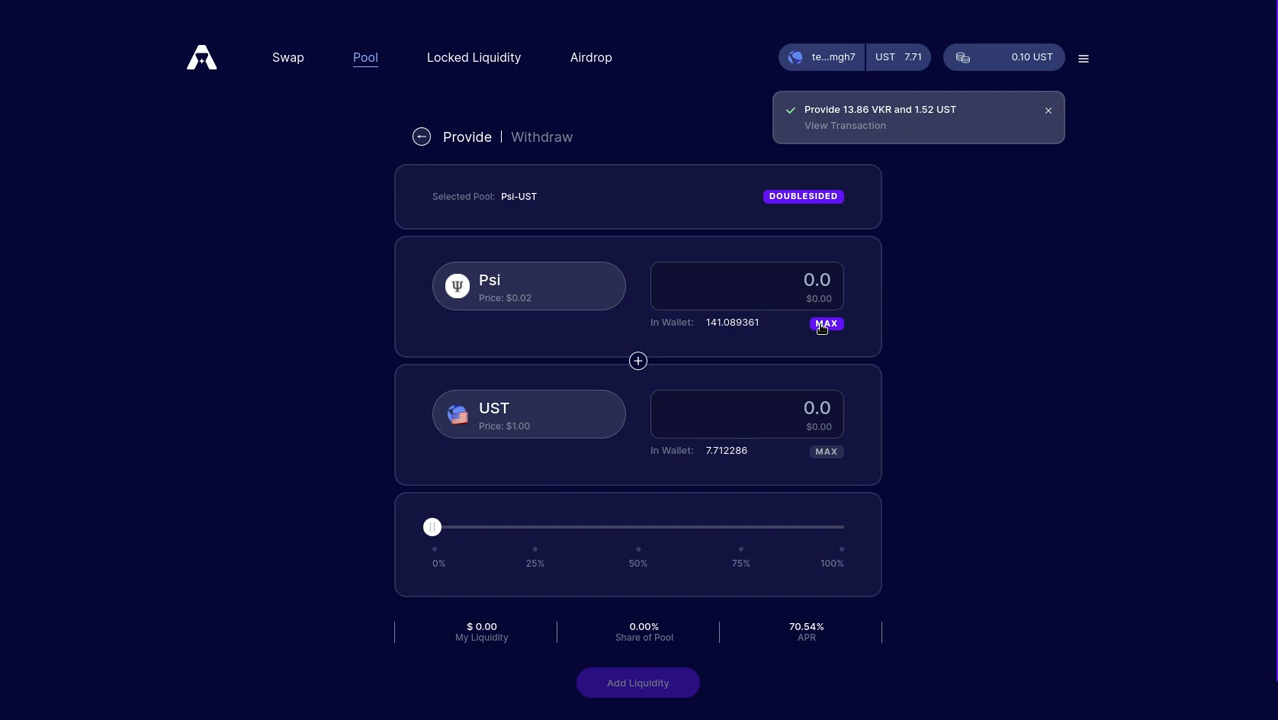 Swap Pool Locked Liquidity Airdrop te...mgh7 UST 7.71 0.10 UST
Provide 13.86 VKR and 1.52 UST
View Transaction
Provide | Withdraw
Selected Pool: Psi-UST DOUBLESIDED
Psi 0.0
Price: $0.02 $0.00
In Wallet: 141.089361 MAX
UST 0.0
Price: $1.00 $0.00
In Wallet: 7.712286 MAX
0% 25% 50% 75% 100%
$ 0.00 0.00% 70.54%
My Liquidity Share of Pool APR
Add Liquidity